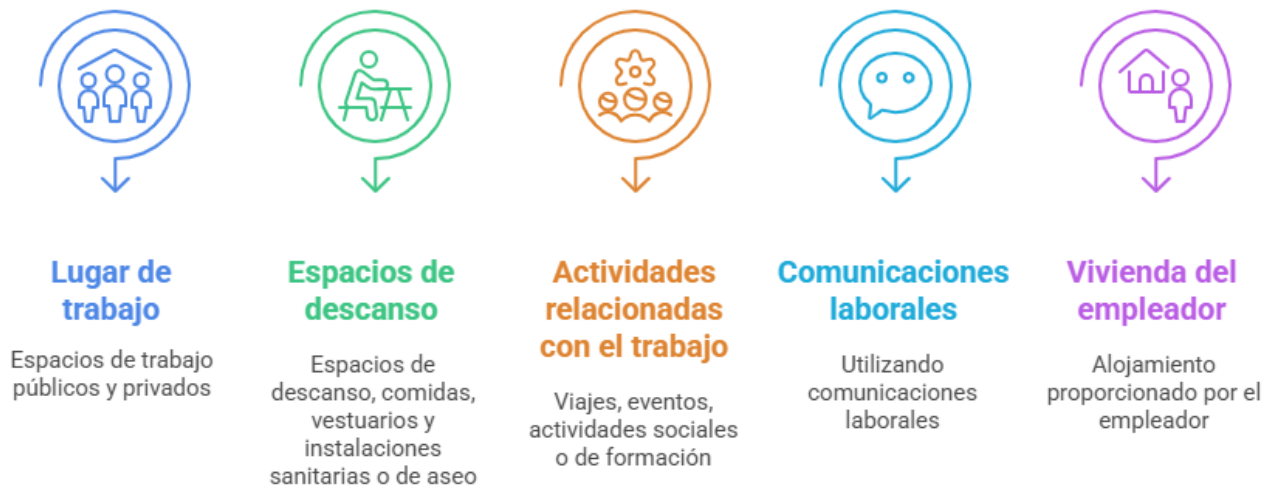 Lugar de
trabajo
Espacios de trabajo
públicos y privados
Espacios de
descanso
Espacios de
descanso, comidas,
vestuarios y
instalaciones
sanitarias o de aseo
Actividades
relacionadas
con el trabajo
Viajes, eventos,
actividades sociales
o de formación
Comunicaciones
laborales
Utilizando
comunicaciones
laborales
Vivienda del
empleador
Alojamiento
proporcionado por el
empleador